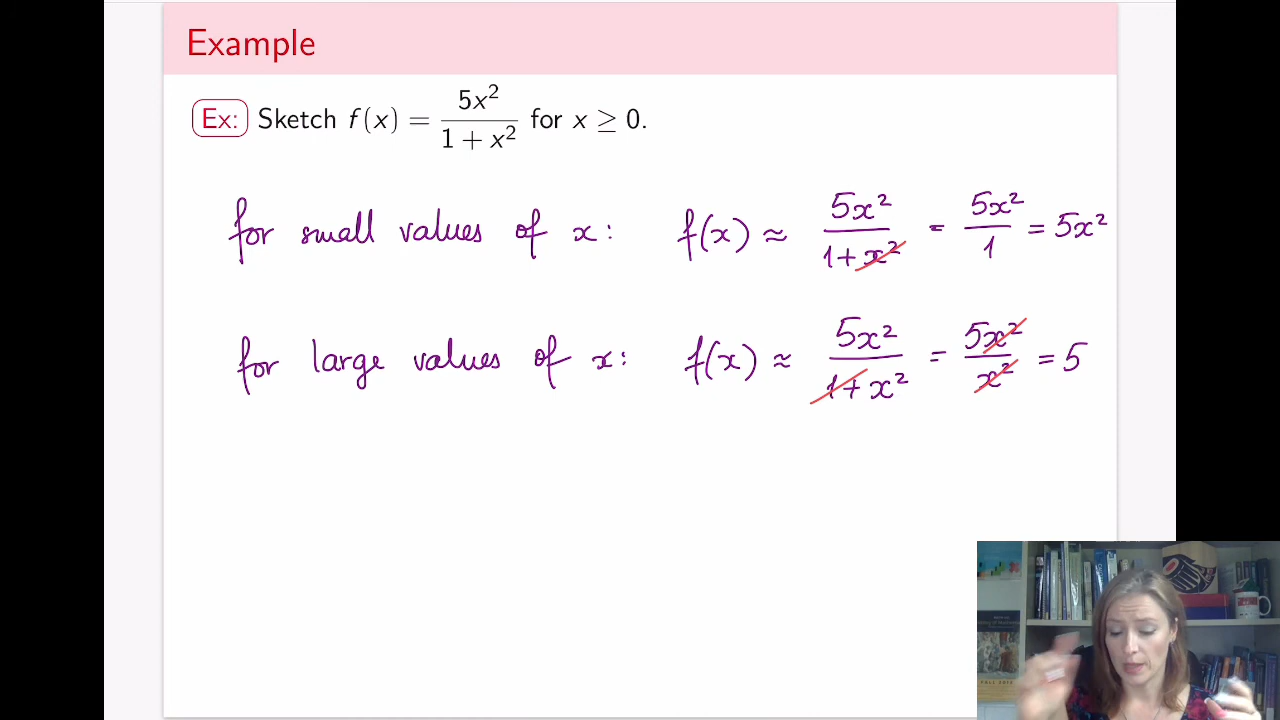 Example
Ex: Sketch f(x) = 5x² / (1 + x²) for x ≥ 0.
for small values of x: f(x) ≈ 5x² / (1 + x²) = 5x² / 1 = 5x²
for large values of x: f(x) ≈ 5x² / (1 + x²) = 5x² / x² = 5